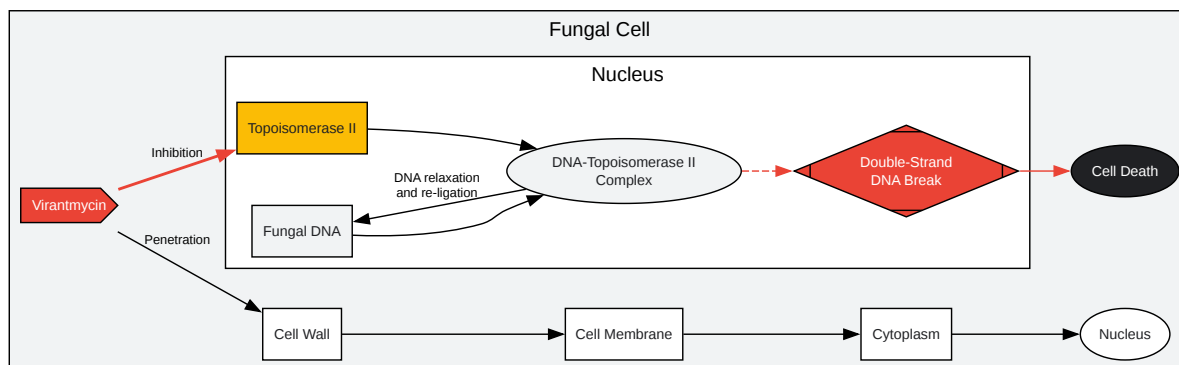 Fungal Cell
Nucleus
Topoisomerase II
Inhibition
DNA-Topoisomerase II
Complex
Double-Strand
DNA Break
Cell Death
DNA relaxation
and re-ligation
Virantmycin
Fungal DNA
Penetration
Cell Wall
Cell Membrane
Cytoplasm
Nucleus